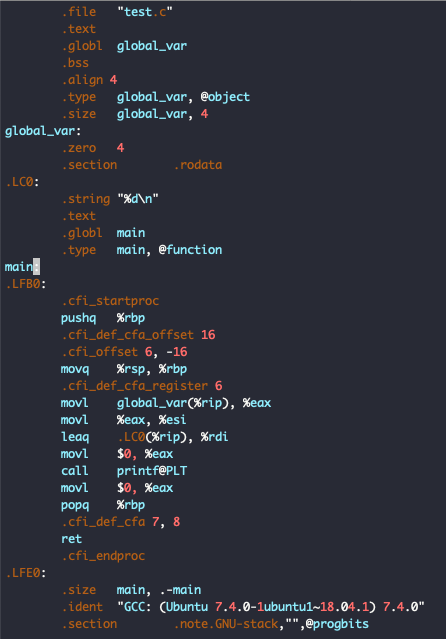 .file "test.c"
.text
.globl global_var
.bss
.align 4
.type global_var, @object
.size global_var, 4
global_var:
.zero 4
.section .rodata
.LC0:
.string "%d\n"
.text
.globl main
.type main, @function
main:
.LFB0:
.cfi_startproc
pushq %rbp
.cfi_def_cfa_offset 16
.cfi_offset 6, -16
movq %rsp, %rbp
.cfi_def_cfa_register 6
movl global_var(%rip), %eax
movl %eax, %esi
leaq .LC0(%rip), %rdi
movl $0, %eax
call printf@PLT
movl $0, %eax
popq %rbp
.cfi_def_cfa 7, 8
ret
.cfi_endproc
.LFE0:
.size main, .-main
.ident "GCC: (Ubuntu 7.4.0-1ubuntu1~18.04.1) 7.4.0"
.section .note.GNU-stack,"",@progbits